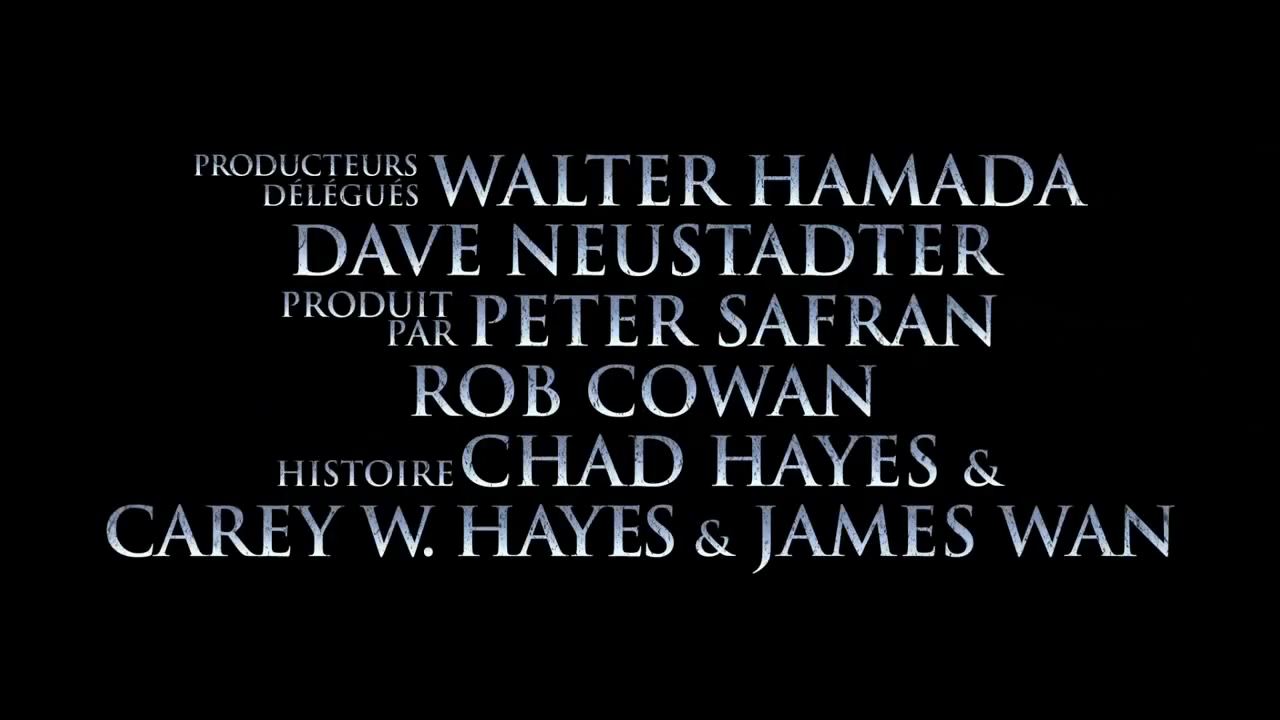 PRODUCTEURS DÉLÉGUÉS WALTER HAMADA
DAVE NEUSTADTER
PRODUIT PAR PETER SAFRAN
ROB COWAN
HISTOIRE CHAD HAYES &
CAREY W. HAYES & JAMES WAN